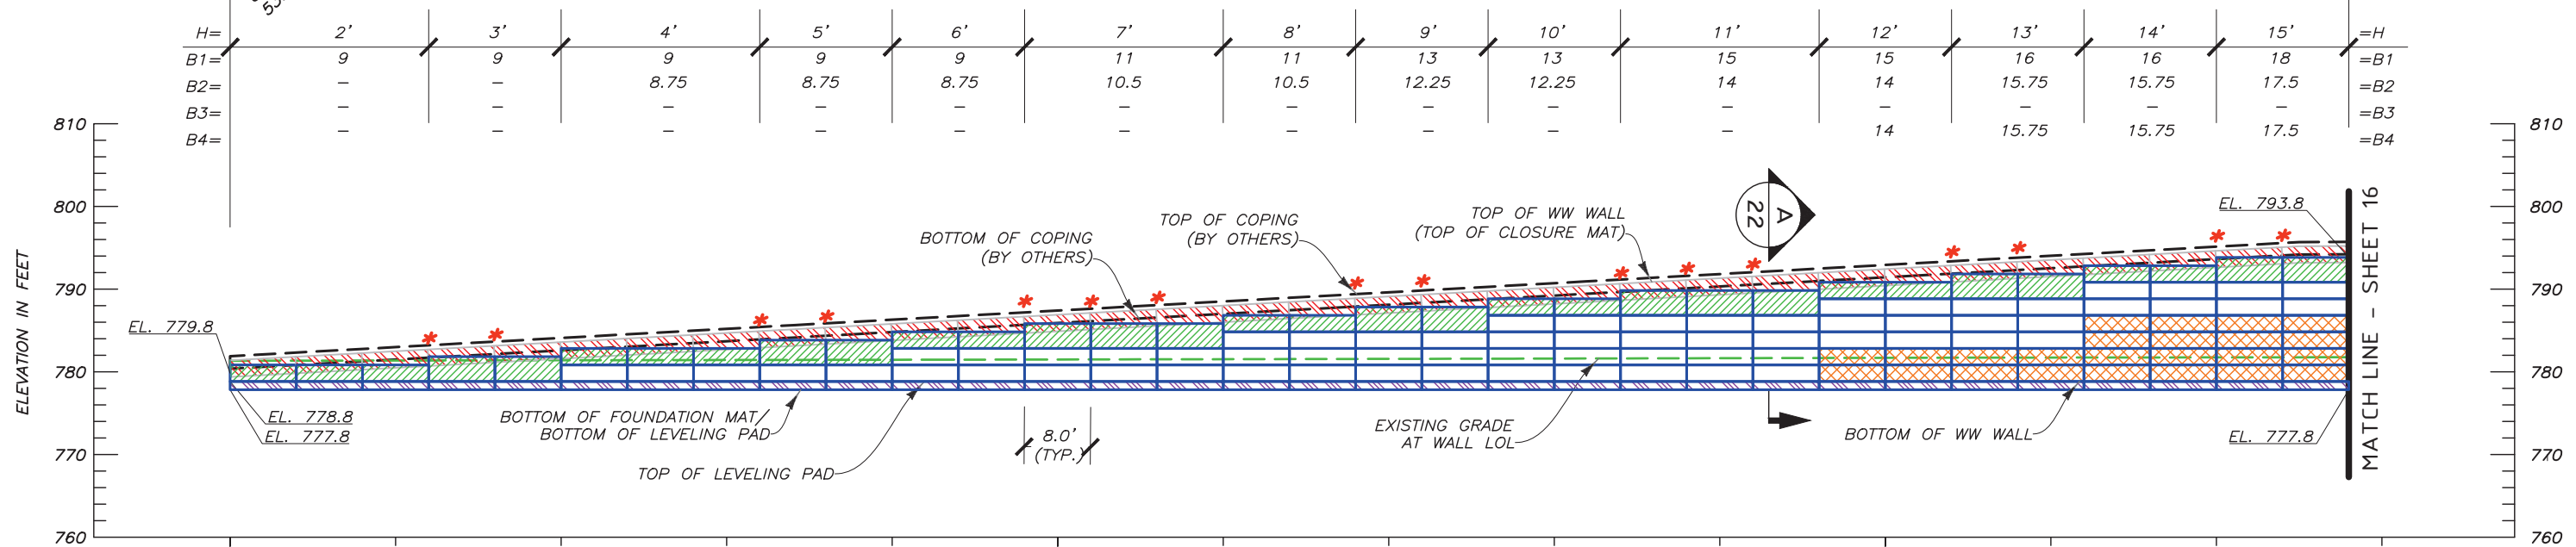 H= 2' 3' 4' 5' 6' 7' 8' 9' 10' 11' 12' 13' 14' 15' =H
B1= 9 9 9 9 9 11 11 13 13 15 15 16 16 18 =B1
B2= – – 8.75 8.75 8.75 10.5 10.5 12.25 12.25 14 14 15.75 15.75 17.5 =B2
B3= – – – – – – – – – – – – – – =B3
B4= – – – – – – – – – – 14 15.75 15.75 17.5 =B4
810 810
800 800
790 790
780 780
770 770
760 760
ELEVATION IN FEET
EL. 779.8
EL. 778.8
EL. 777.8
BOTTOM OF COPING
(BY OTHERS)
TOP OF COPING
(BY OTHERS)
TOP OF WW WALL
(TOP OF CLOSURE MAT)
A
22
EL. 793.8
MATCH LINE – SHEET 16
BOTTOM OF FOUNDATION MAT/
BOTTOM OF LEVELING PAD
TOP OF LEVELING PAD
8.0'
(TYP.)
EXISTING GRADE
AT WALL LOL
BOTTOM OF WW WALL
EL. 777.8